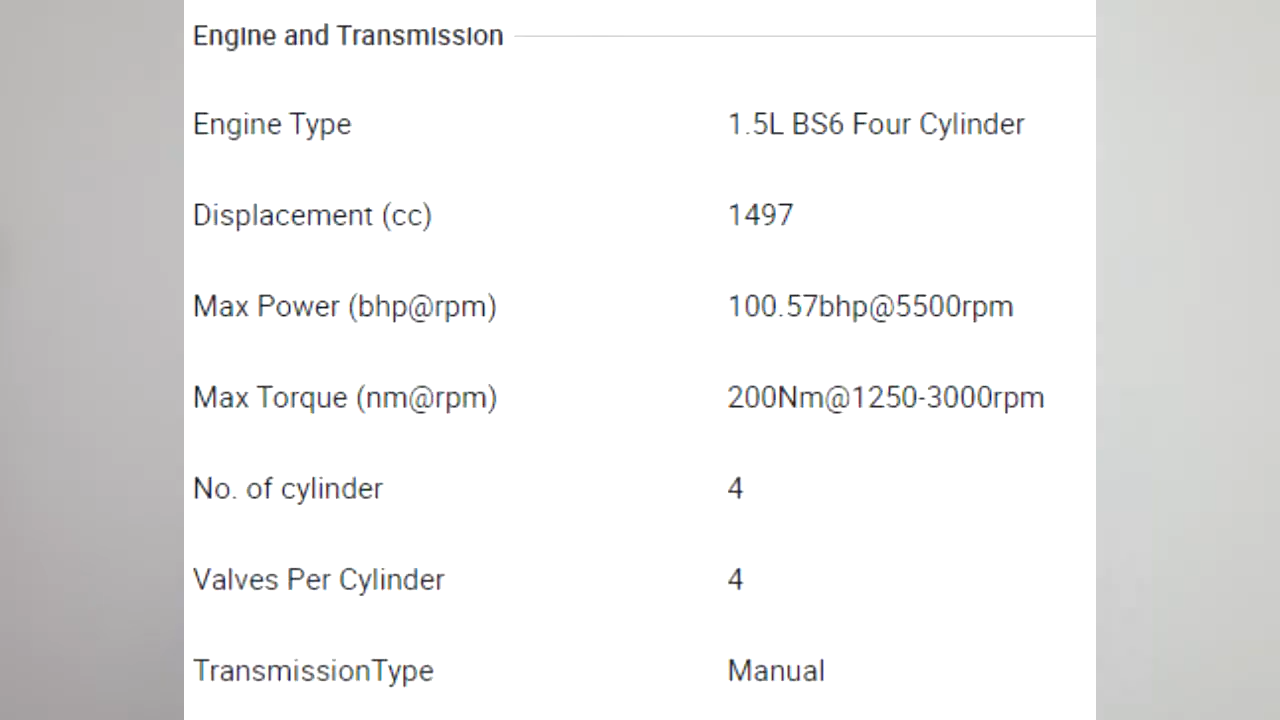 Engine and Transmission
Engine Type 1.5L BS6 Four Cylinder
Displacement (cc) 1497
Max Power (bhp@rpm) 100.57bhp@5500rpm
Max Torque (nm@rpm) 200Nm@1250-3000rpm
No. of cylinder 4
Valves Per Cylinder 4
TransmissionType Manual